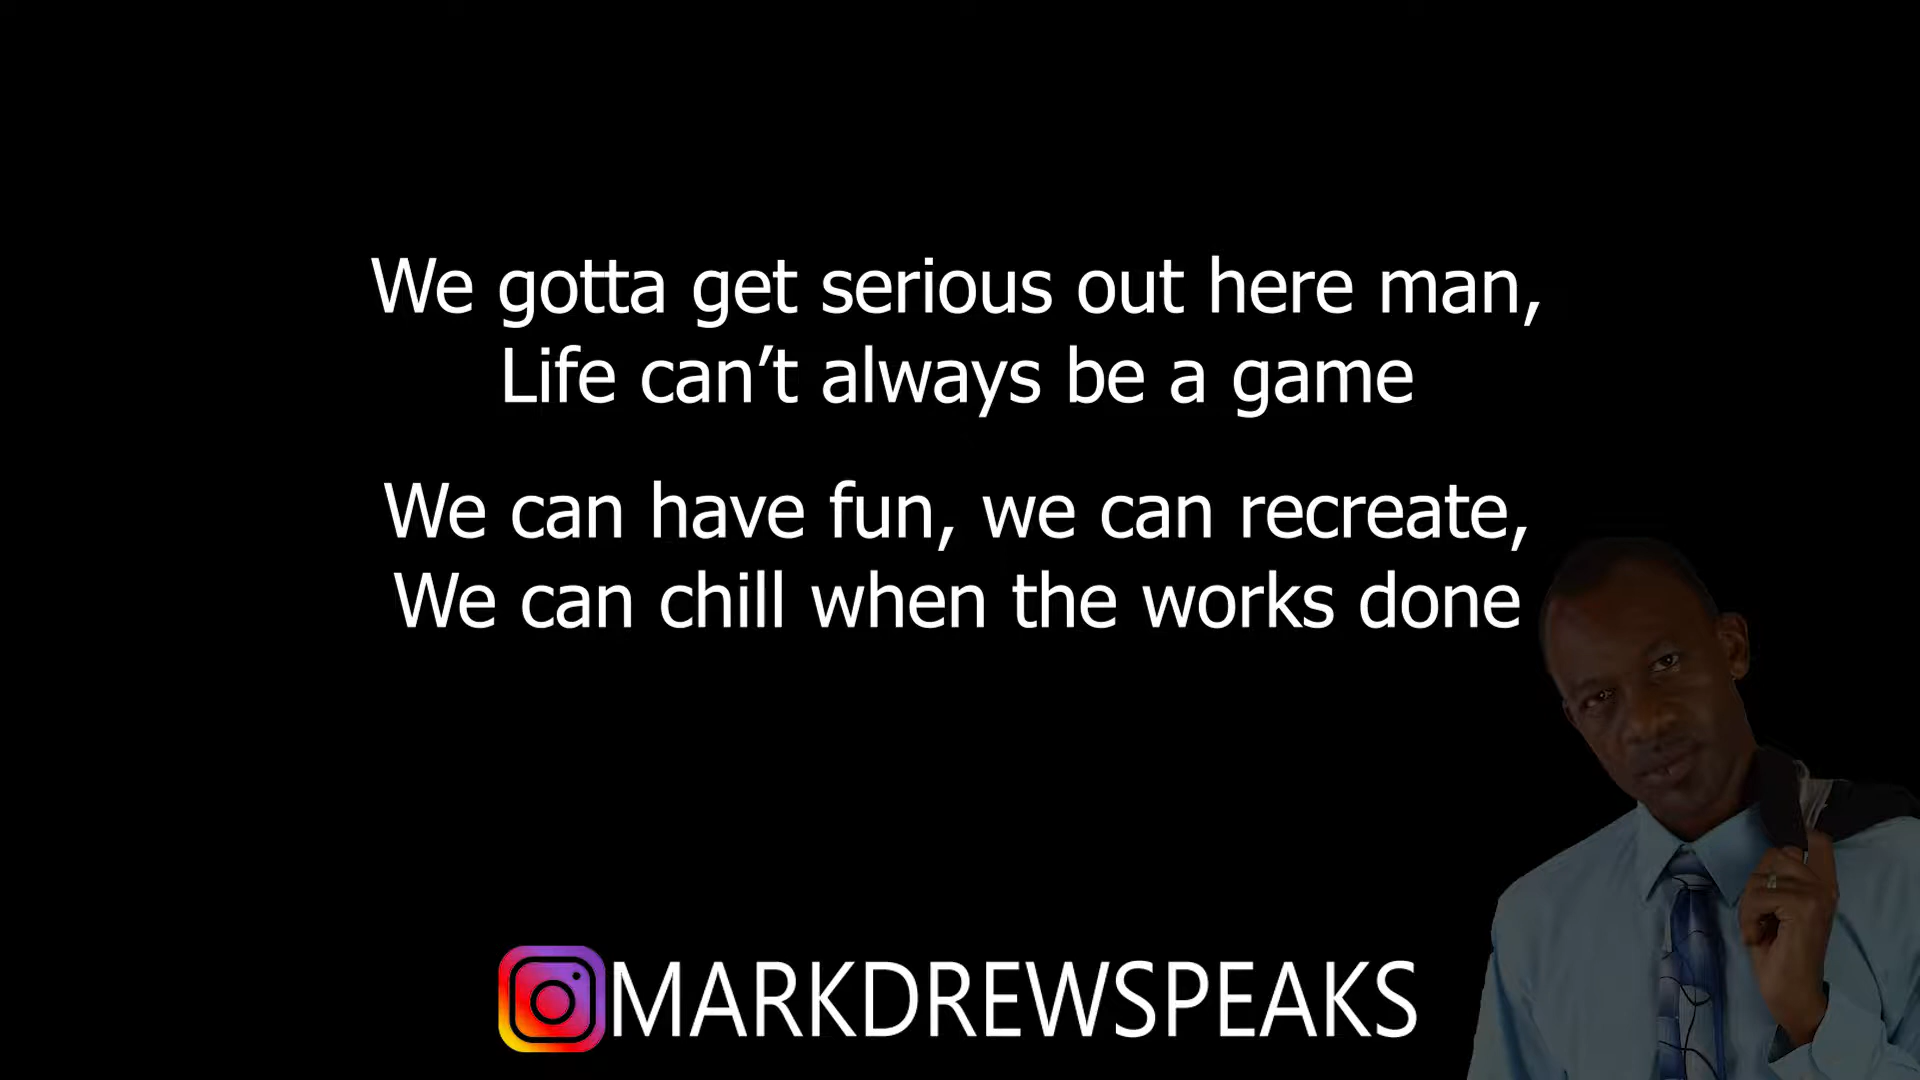 We gotta get serious out here man,
Life can’t always be a game
We can have fun, we can recreate,
We can chill when the works done
MARKDREWSPEAKS